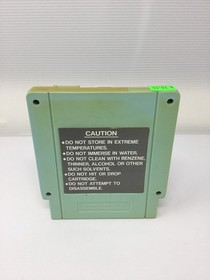 CAUTION
●DO NOT STORE IN EXTREME
TEMPERATURES.
●DO NOT IMMERSE IN WATER.
●DO NOT CLEAN WITH BENZENE,
THINNER, ALCOHOL OR OTHER
SUCH SOLVENTS.
●DO NOT HIT OR DROP
CARTRIDGE.
●DO NOT ATTEMPT TO
DISASSEMBLE.